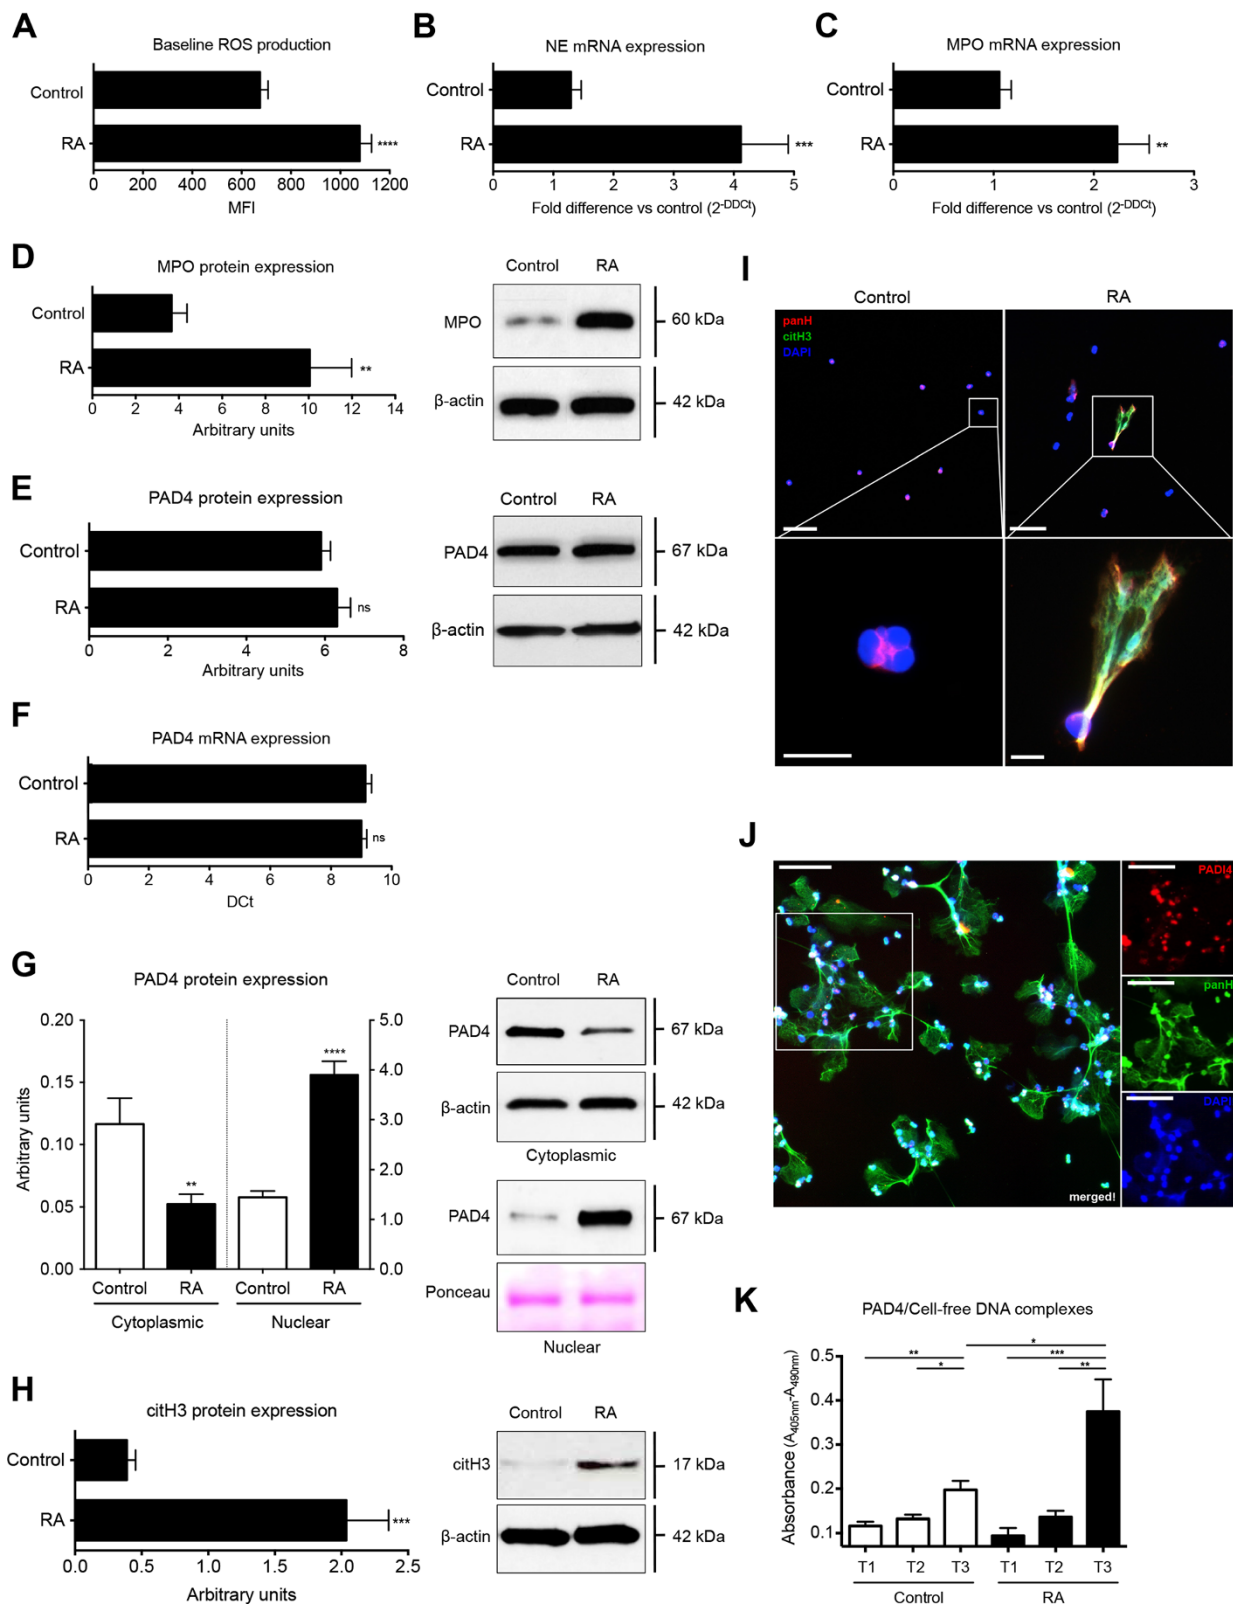 A
Baseline ROS production
Control
RA
****
0 200 400 600 800 1000 1200
MFI
B
NE mRNA expression
Control
RA
***
0 1 2 3 4 5
Fold difference vs control (2-DDCt)
C
MPO mRNA expression
Control
RA
**
0 1 2 3
Fold difference vs control (2-DDCt)
D
MPO protein expression
Control
RA
**
0 2 4 6 8 10 12 14
Arbitrary units
Control RA
MPO 60 kDa
β-actin 42 kDa
E
PAD4 protein expression
Control
RA
ns
0 2 4 6 8
Arbitrary units
Control RA
PAD4 67 kDa
β-actin 42 kDa
F
PAD4 mRNA expression
Control
RA
ns
0 2 4 6 8 10
DCt
G
PAD4 protein expression
Arbitrary units
0.20
0.15
0.10
0.05
0.00
5.0
4.0
3.0
2.0
1.0
0.0
**
****
Control RA Control RA
Cytoplasmic Nuclear
Control RA
PAD4 67 kDa
β-actin 42 kDa
Cytoplasmic
PAD4 67 kDa
Ponceau
Nuclear
H
citH3 protein expression
Control
RA
***
0.0 0.5 1.0 1.5 2.0 2.5
Arbitrary units
Control RA
citH3 17 kDa
β-actin 42 kDa
I
Control RA
panH
citH3
DAPI
J
merged!
PADI4
panH
DAPI
K
PAD4/Cell-free DNA complexes
Absorbance (A405nm-A490nm)
0.5
0.4
0.3
0.2
0.1
*
** ***
* **
T1 T2 T3 T1 T2 T3
Control RA